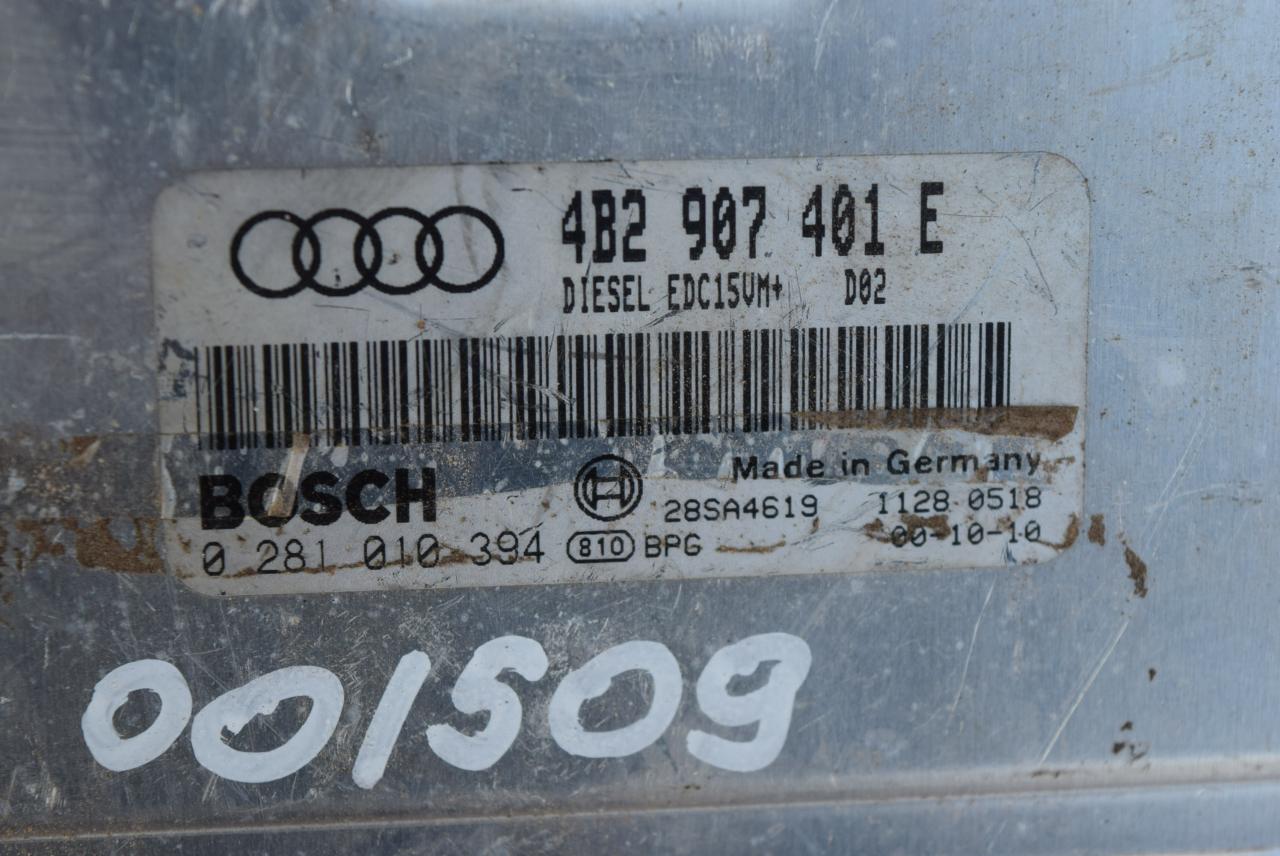 4B2 907 401 E
DIESEL EDC15VM+ D02
BOSCH
Made in Germany
28SA4619 1128 0518
0 281 010 394 810 BPG 00-10-10
001509